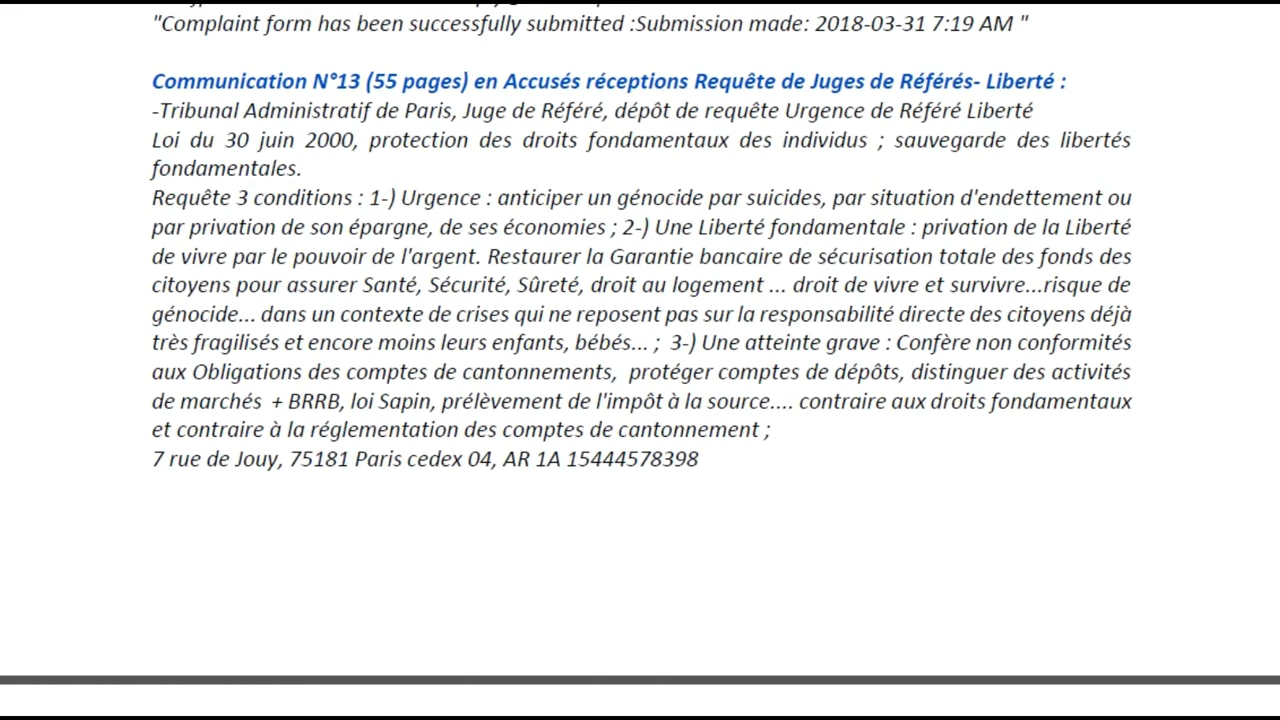 "Complaint form has been successfully submitted :Submission made: 2018-03-31 7:19 AM "
Communication N°13 (55 pages) en Accusés réceptions Requête de Juges de Référés- Liberté :
-Tribunal Administratif de Paris, Juge de Référé, dépôt de requête Urgence de Référé Liberté
Loi du 30 juin 2000, protection des droits fondamentaux des individus ; sauvegarde des libertés
fondamentales.
Requête 3 conditions : 1-) Urgence : anticiper un génocide par suicides, par situation d'endettement ou
par privation de son épargne, de ses économies ; 2-) Une Liberté fondamentale : privation de la Liberté
de vivre par le pouvoir de l'argent. Restaurer la Garantie bancaire de sécurisation totale des fonds des
citoyens pour assurer Santé, Sécurité, Sûreté, droit au logement ... droit de vivre et survivre...risque de
génocide... dans un contexte de crises qui ne reposent pas sur la responsabilité directe des citoyens déjà
très fragilisés et encore moins leurs enfants, bébés... ; 3-) Une atteinte grave : Confère non conformités
aux Obligations des comptes de cantonnements, protéger comptes de dépôts, distinguer des activités
de marchés + BRRB, loi Sapin, prélèvement de l'impôt à la source.... contraire aux droits fondamentaux
et contraire à la réglementation des comptes de cantonnement ;
7 rue de Jouy, 75181 Paris cedex 04, AR 1A 15444578398